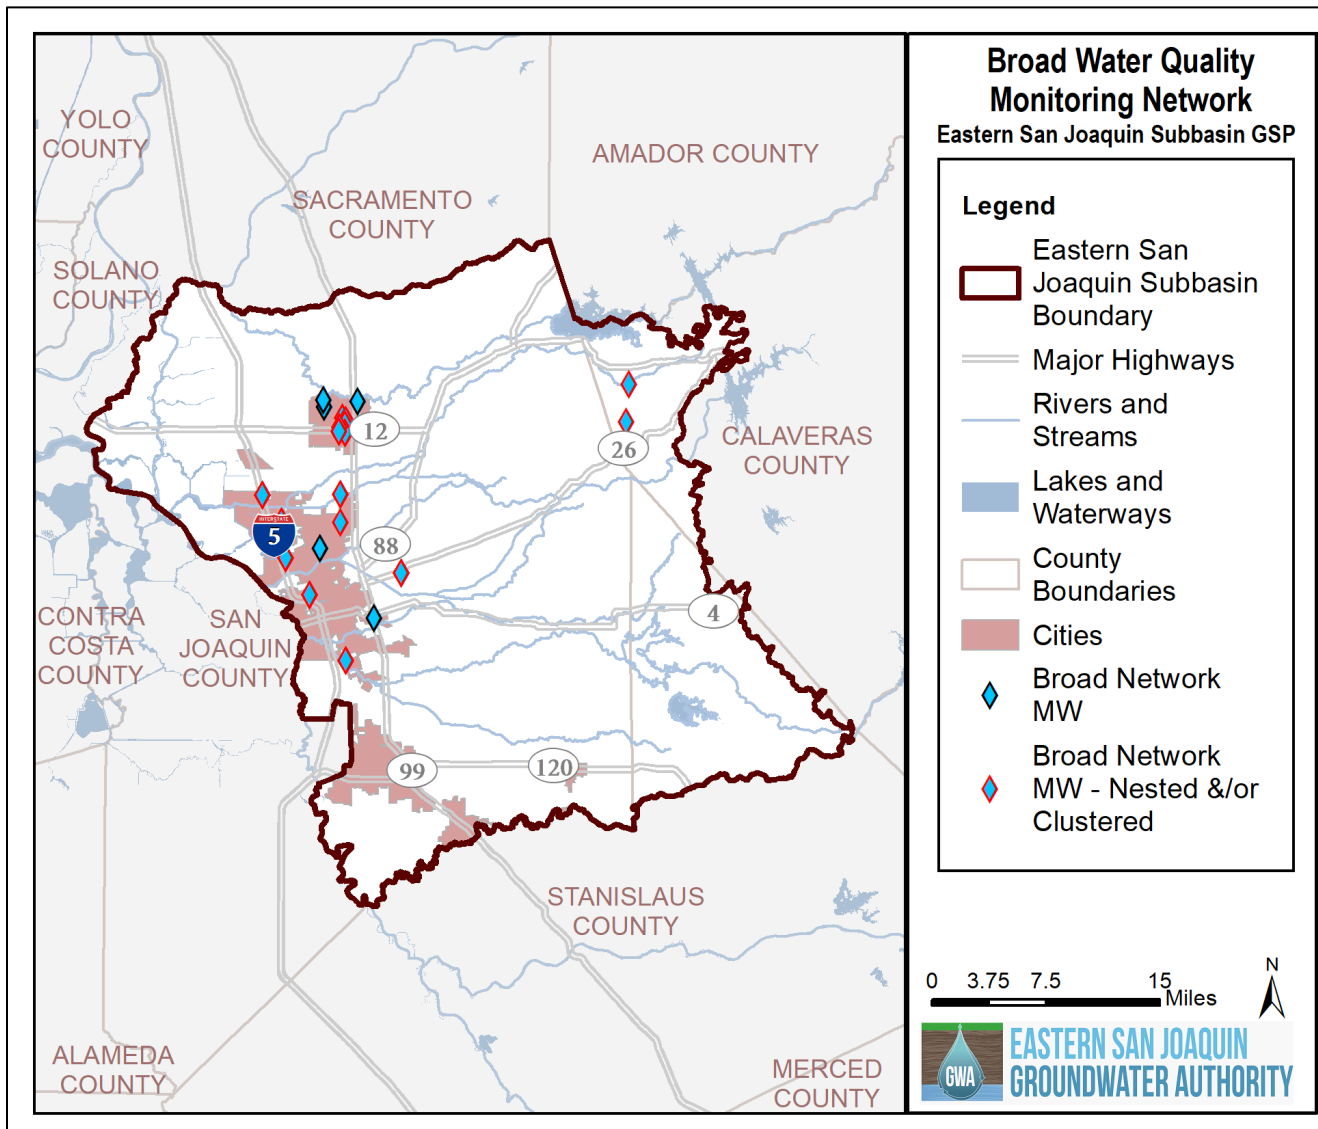 YOLO
COUNTY
AMADOR COUNTY
SACRAMENTO
COUNTY
SOLANO
COUNTY
12
26
CALAVERAS
COUNTY
INTERSTATE
5
88
4
CONTRA
COSTA
COUNTY
SAN
JOAQUIN
COUNTY
99
120
STANISLAUS
COUNTY
ALAMEDA
COUNTY
MERCED
COUNTY
Broad Water Quality
Monitoring Network
Eastern San Joaquin Subbasin GSP
Legend
Eastern San
Joaquin Subbasin
Boundary
Major Highways
Rivers and
Streams
Lakes and
Waterways
County
Boundaries
Cities
Broad Network
MW
Broad Network
MW - Nested &/or
Clustered
0 3.75 7.5 15
Miles
N
GWA
EASTERN SAN JOAQUIN
GROUNDWATER AUTHORITY